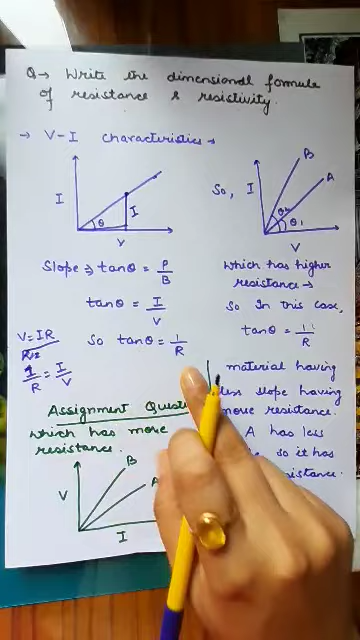 Q→ Write the dimensional formula
of resistance & resistivity.
→ V-I characteristics→
I
I
θ
V
Slope ⇒ tanθ = P/B
tanθ = I/V
V=IR
So tanθ = 1/R
1/R = I/V
So, I
B
A
θ2
θ1
V
which has higher
resistance→
So In this case,
tanθ = 1/R
material having
less slope having
more resistance.
A has less
so it has
Assignment Quest
which has more
resistance.
V
B
A
I